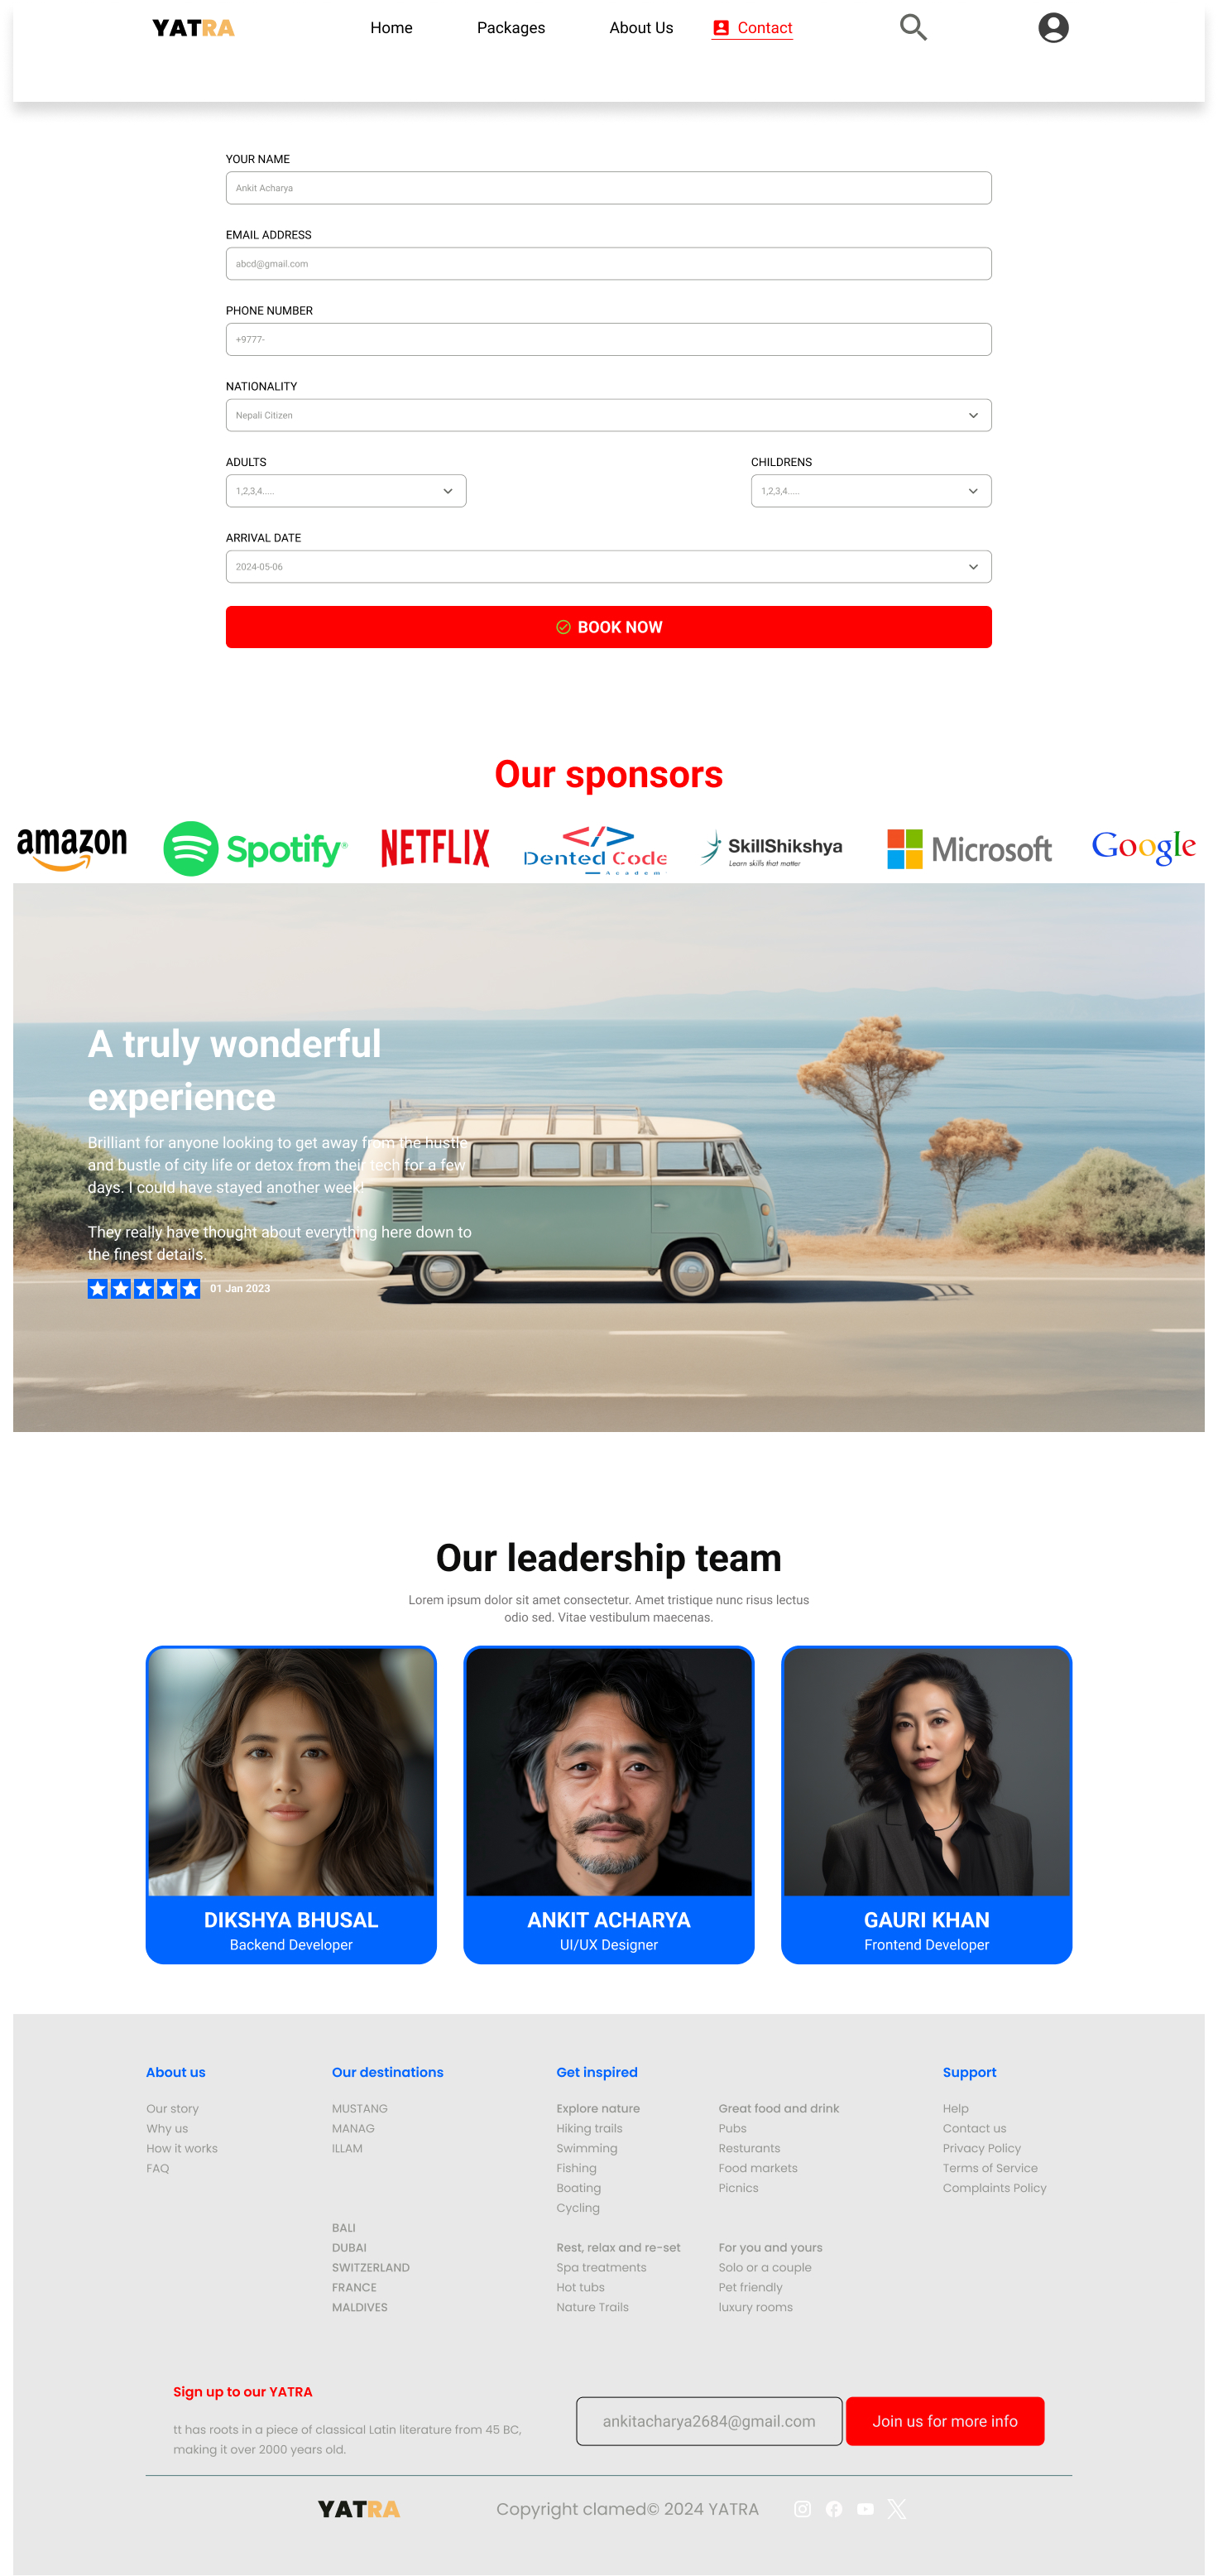 YATRA
Home
Packages
About Us
Contact
YOUR NAME
Ankit Acharya
EMAIL ADDRESS
abcd@gmail.com
PHONE NUMBER
+9777-
NATIONALITY
Nepali Citizen
ADULTS
CHILDRENS
1,2,3,4.....
1,2,3,4.....
ARRIVAL DATE
2024-05-06
BOOK NOW
Our sponsors
amazon
Spotify®
NETFLIX
</>
Dented Code
Academ
SkillShikshya
Learn skills that matter
Microsoft
Google
A truly wonderful
experience
Brilliant for anyone looking to get away from the hustle
and bustle of city life or detox from their tech for a few
days. I could have stayed another week!
They really have thought about everything here down to
the finest details.
01 Jan 2023
Our leadership team
Lorem ipsum dolor sit amet consectetur. Amet tristique nunc risus lectus
odio sed. Vitae vestibulum maecenas.
DIKSHYA BHUSAL
Backend Developer
ANKIT ACHARYA
UI/UX Designer
GAURI KHAN
Frontend Developer
About us
Our story
Why us
How it works
FAQ
Our destinations
MUSTANG
MANAG
ILLAM
BALI
DUBAI
SWITZERLAND
FRANCE
MALDIVES
Get inspired
Explore nature
Hiking trails
Swimming
Fishing
Boating
Cycling
Rest, relax and re-set
Spa treatments
Hot tubs
Nature Trails
Great food and drink
Pubs
Resturants
Food markets
Picnics
For you and yours
Solo or a couple
Pet friendly
luxury rooms
Support
Help
Contact us
Privacy Policy
Terms of Service
Complaints Policy
Sign up to our YATRA
tt has roots in a piece of classical Latin literature from 45 BC,
making it over 2000 years old.
ankitacharya2684@gmail.com
Join us for more info
YATRA
Copyright clamed© 2024 YATRA